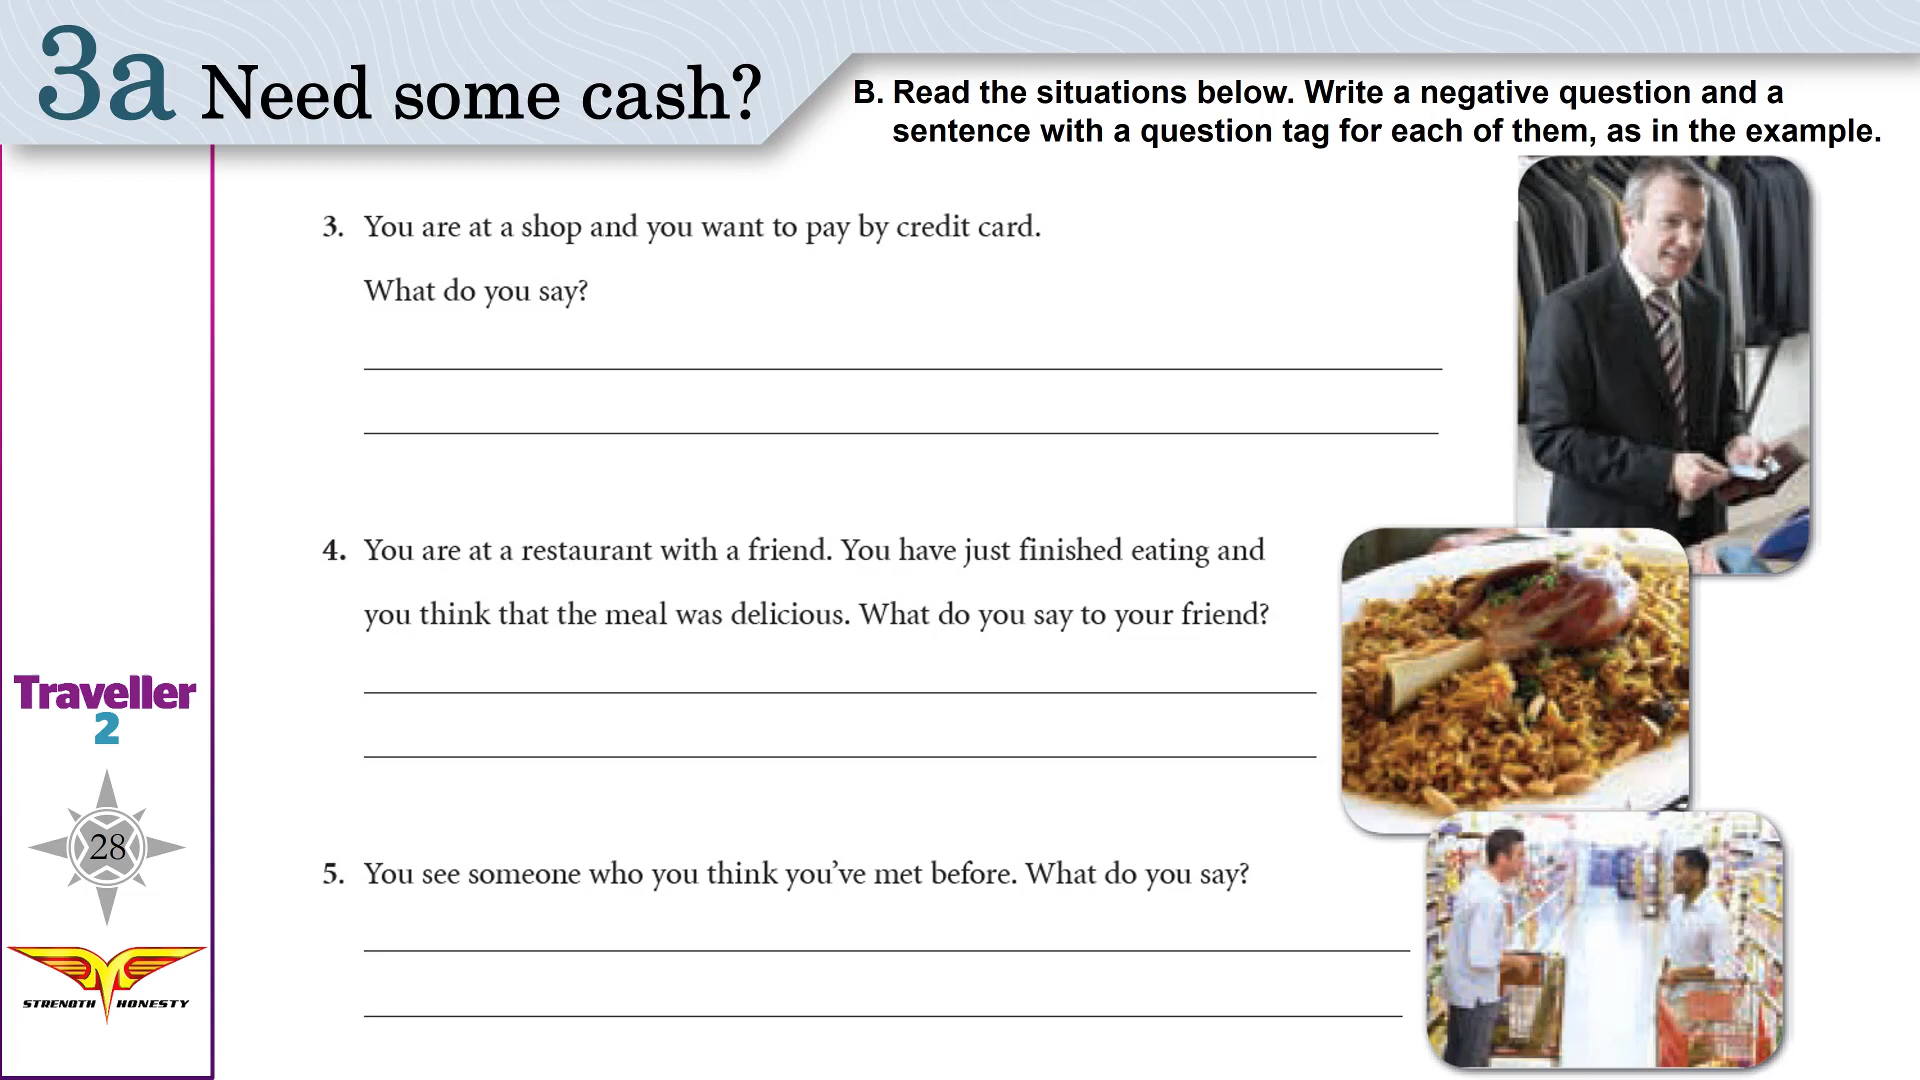 3a Need some cash?
B. Read the situations below. Write a negative question and a
sentence with a question tag for each of them, as in the example.
3. You are at a shop and you want to pay by credit card.
What do you say?
4. You are at a restaurant with a friend. You have just finished eating and
you think that the meal was delicious. What do you say to your friend?
5. You see someone who you think you’ve met before. What do you say?
Traveller
2
28
STRENGTH HONESTY